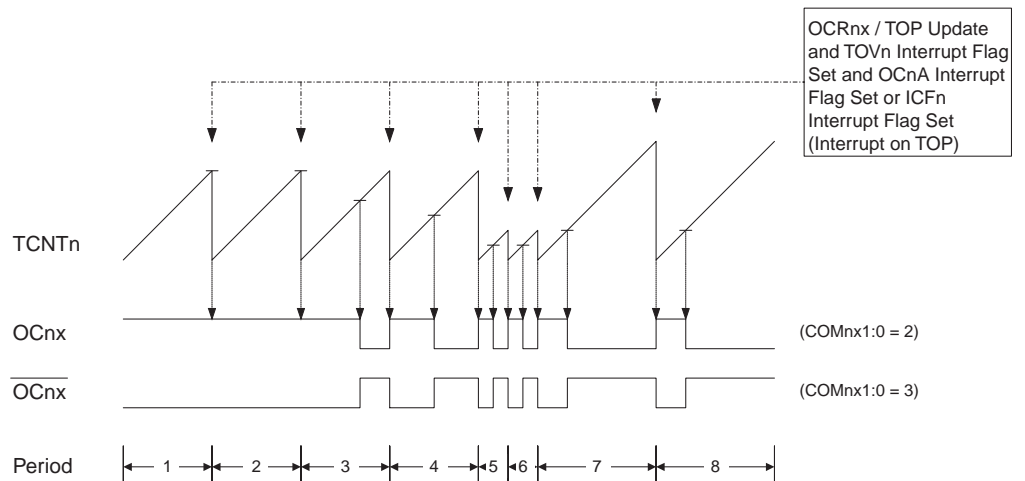 OCRnx / TOP Update
and TOVn Interrupt Flag
Set and OCnA Interrupt
Flag Set or ICFn
Interrupt Flag Set
(Interrupt on TOP)
TCNTn
OCnx (COMnx1:0 = 2)
OCnx (COMnx1:0 = 3)
Period 1 2 3 4 5 6 7 8